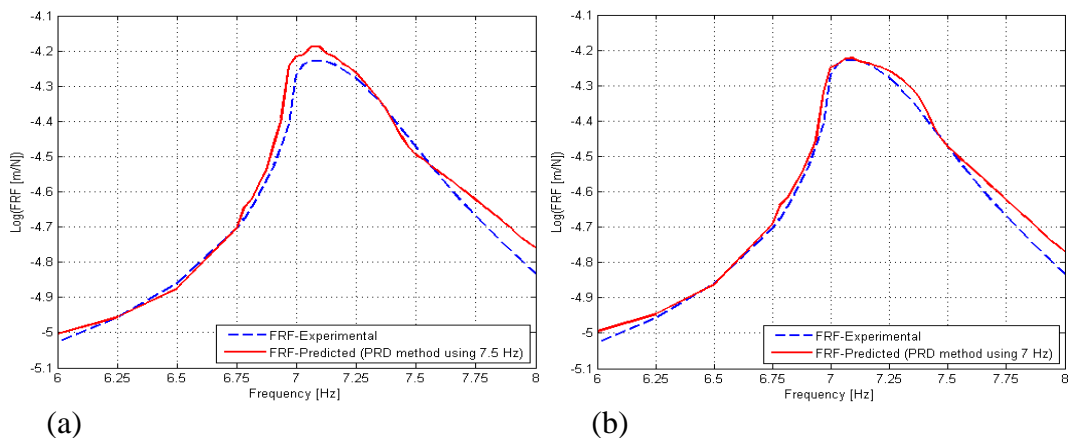 -4.1
-4.2
-4.3
-4.4
-4.5
-4.6
-4.7
-4.8
-4.9
-5
-5.1
Log(FRF [m/N]
FRF-Experimental
FRF-Predicted (PRD method using 7.5 Hz)
6 6.25 6.5 6.75 7 7.25 7.5 7.75 8
Frequency [Hz]
(a)
-4.1
-4.2
-4.3
-4.4
-4.5
-4.6
-4.7
-4.8
-4.9
-5
-5.1
Log(FRF [m/N]
FRF-Experimental
FRF-Predicted (PRD method using 7 Hz)
6 6.25 6.5 6.75 7 7.25 7.5 7.75 8
Frequency [Hz]
(b)